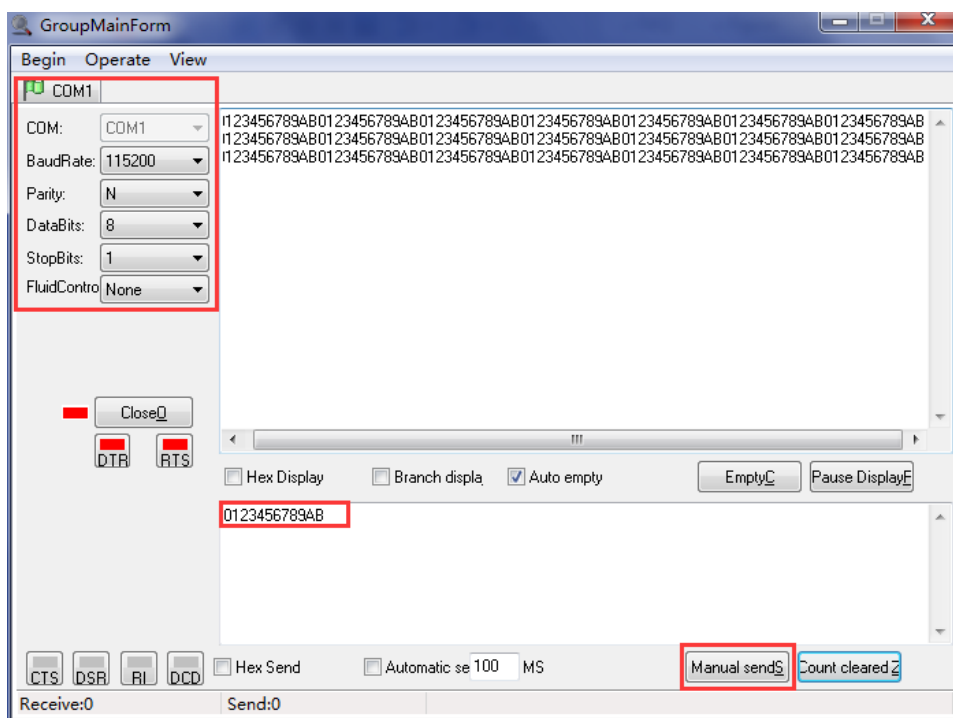 GroupMainForm
Begin Operate View
COM1
COM: COM1
BaudRate: 115200
Parity: N
DataBits: 8
StopBits: 1
FluidContro None
123456789AB0123456789AB0123456789AB0123456789AB0123456789AB0123456789AB0123456789AB
123456789AB0123456789AB0123456789AB0123456789AB0123456789AB0123456789AB0123456789AB
123456789AB0123456789AB0123456789AB0123456789AB0123456789AB0123456789AB0123456789AB
CloseO
DTR RTS
Hex Display Branch displa Auto empty EmptyC Pause DisplayF
0123456789AB
CTS DSR RI DCD Hex Send Automatic se 100 MS Manual sendS Count cleared Z
Receive:0 Send:0